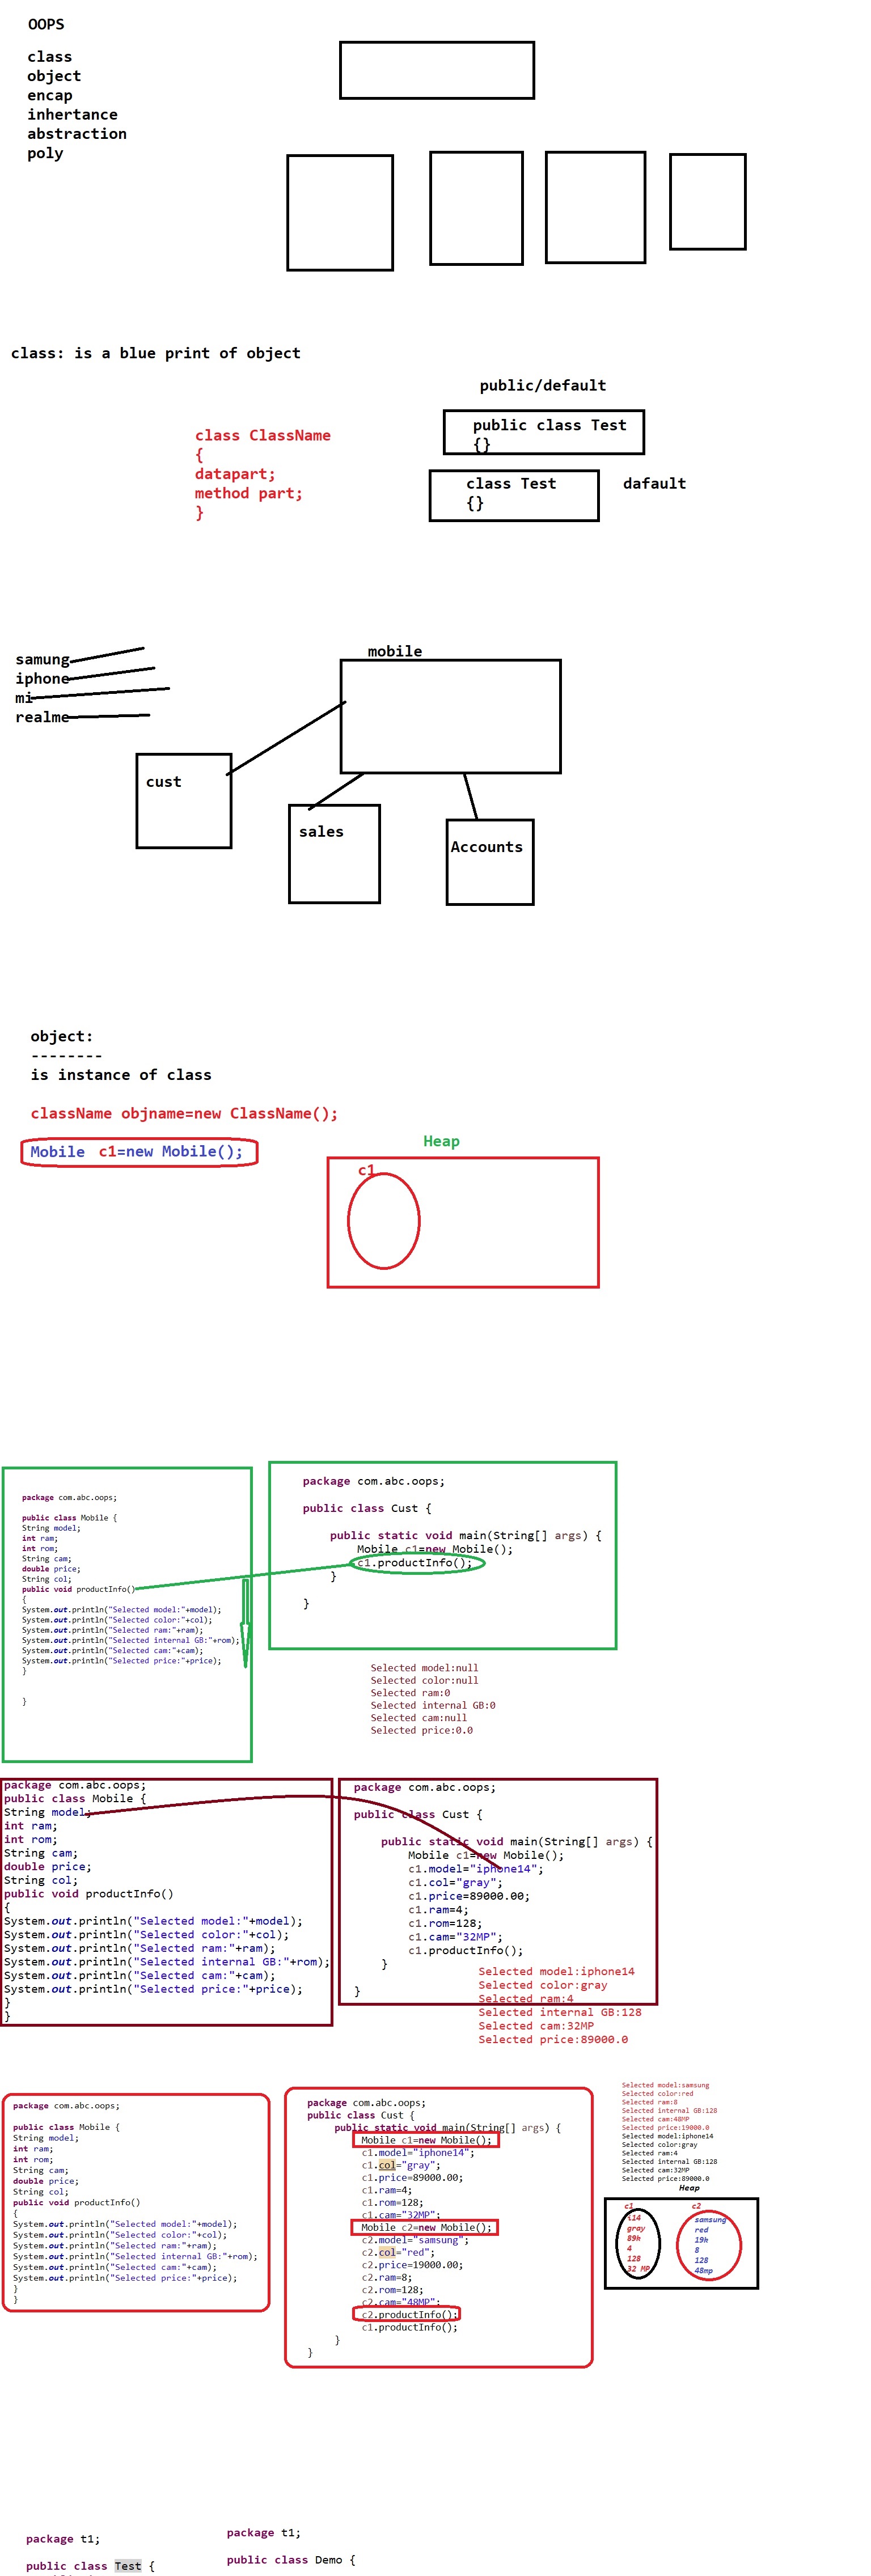 OOPS
class
object
encap
inhertance
abstraction
poly
class: is a blue print of object
public/default
class ClassName
{
datapart;
method part;
}
public class Test
{}
class Test
{}
dafault
samung
iphone
mi
realme
mobile
cust
sales
Accounts
object:
--------
is instance of class
className objname=new ClassName();
Mobile c1=new Mobile();
Heap
c1
package com.abc.oops;
public class Mobile {
String model;
int ram;
int rom;
String cam;
double price;
String col;
public void productInfo()
{
System.out.println("Selected model:"+model);
System.out.println("Selected color:"+col);
System.out.println("Selected ram:"+ram);
System.out.println("Selected internal GB:"+rom);
System.out.println("Selected cam:"+cam);
System.out.println("Selected price:"+price);
}
}
package com.abc.oops;
public class Cust {
public static void main(String[] args) {
Mobile c1=new Mobile();
c1.productInfo();
}
}
Selected model:null
Selected color:null
Selected ram:0
Selected internal GB:0
Selected cam:null
Selected price:0.0
package com.abc.oops;
public class Mobile {
String model;
int ram;
int rom;
String cam;
double price;
String col;
public void productInfo()
{
System.out.println("Selected model:"+model);
System.out.println("Selected color:"+col);
System.out.println("Selected ram:"+ram);
System.out.println("Selected internal GB:"+rom);
System.out.println("Selected cam:"+cam);
System.out.println("Selected price:"+price);
}
}
package com.abc.oops;
public class Cust {
public static void main(String[] args) {
Mobile c1=new Mobile();
c1.model="iphone14";
c1.col="gray";
c1.price=89000.00;
c1.ram=4;
c1.rom=128;
c1.cam="32MP";
c1.productInfo();
}
}
Selected model:iphone14
Selected color:gray
Selected ram:4
Selected internal GB:128
Selected cam:32MP
Selected price:89000.0
package com.abc.oops;
public class Mobile {
String model;
int ram;
int rom;
String cam;
double price;
String col;
public void productInfo()
{
System.out.println("Selected model:"+model);
System.out.println("Selected color:"+col);
System.out.println("Selected ram:"+ram);
System.out.println("Selected internal GB:"+rom);
System.out.println("Selected cam:"+cam);
System.out.println("Selected price:"+price);
}
}
package com.abc.oops;
public class Cust {
public static void main(String[] args) {
Mobile c1=new Mobile();
c1.model="iphone14";
c1.col="gray";
c1.price=89000.00;
c1.ram=4;
c1.rom=128;
c1.cam="32MP";
Mobile c2=new Mobile();
c2.model="samsung";
c2.col="red";
c2.price=19000.00;
c2.ram=8;
c2.rom=128;
c2.cam="48MP";
c2.productInfo();
c1.productInfo();
}
}
Selected model:samsung
Selected color:red
Selected ram:8
Selected internal GB:128
Selected cam:48MP
Selected price:19000.0
Selected model:iphone14
Selected color:gray
Selected ram:4
Selected internal GB:128
Selected cam:32MP
Selected price:89000.0
Heap
c1
i14
gray
89h
4
128
32 MP
c2
samsung
red
19h
8
128
48mp
package t1;
public class Test {
package t1;
public class Demo {